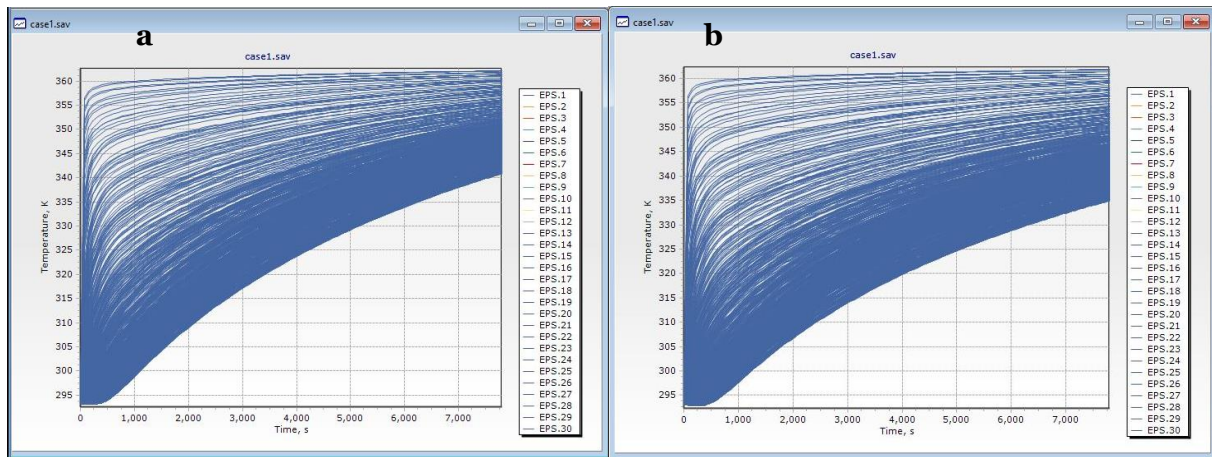 case1.sav
a
case1.sav
Temperature, K
360
355
350
345
340
335
330
325
320
315
310
305
300
295
0
1,000
2,000
3,000
4,000
5,000
6,000
7,000
Time, s
EPS.1
EPS.2
EPS.3
EPS.4
EPS.5
EPS.6
EPS.7
EPS.8
EPS.9
EPS.10
EPS.11
EPS.12
EPS.13
EPS.14
EPS.15
EPS.16
EPS.17
EPS.18
EPS.19
EPS.20
EPS.21
EPS.22
EPS.23
EPS.24
EPS.25
EPS.26
EPS.27
EPS.28
EPS.29
EPS.30
case1.sav
b
case1.sav
Temperature, K
360
355
350
345
340
335
330
325
320
315
310
305
300
295
0
1,000
2,000
3,000
4,000
5,000
6,000
7,000
Time, s
EPS.1
EPS.2
EPS.3
EPS.4
EPS.5
EPS.6
EPS.7
EPS.8
EPS.9
EPS.10
EPS.11
EPS.12
EPS.13
EPS.14
EPS.15
EPS.16
EPS.17
EPS.18
EPS.19
EPS.20
EPS.21
EPS.22
EPS.23
EPS.24
EPS.25
EPS.26
EPS.27
EPS.28
EPS.29
EPS.30